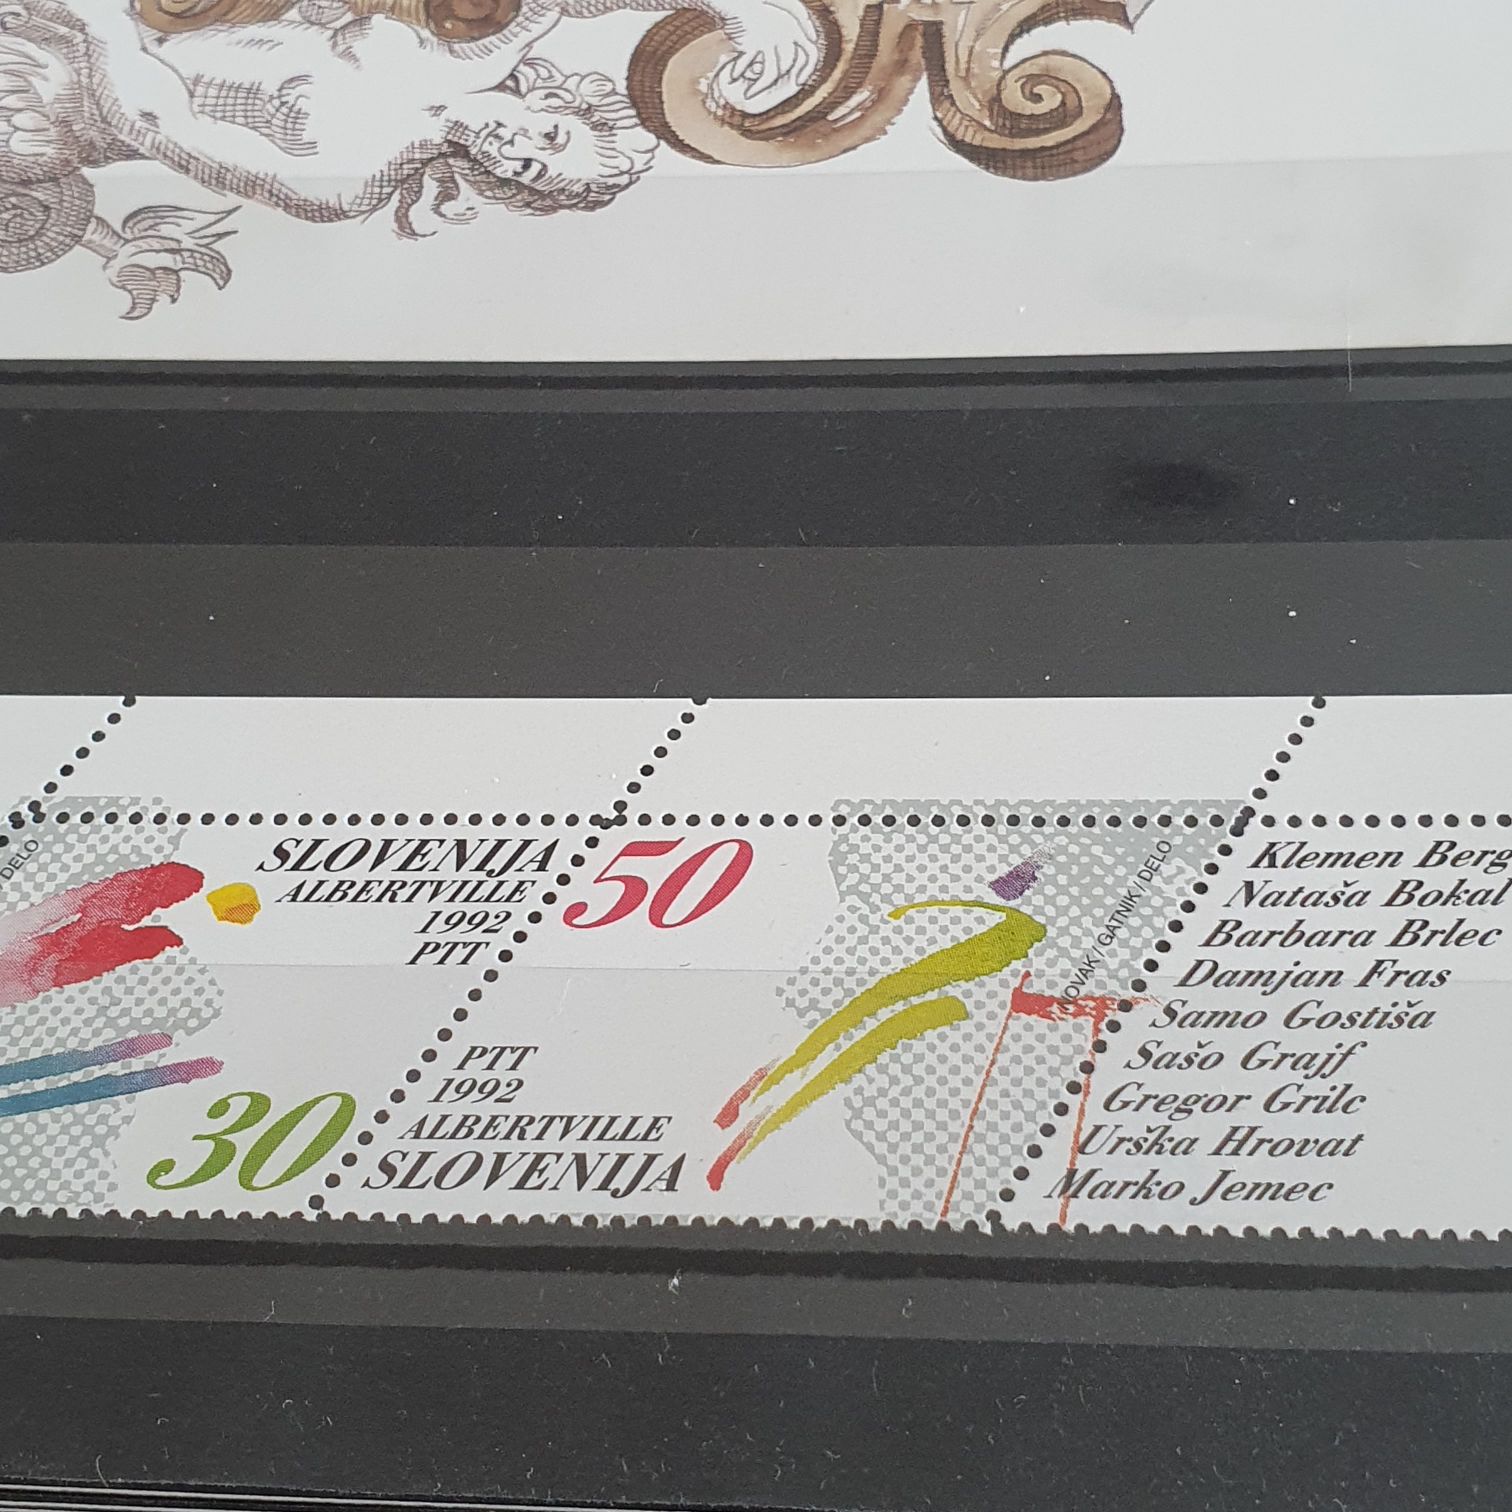 DELO
SLOVENIJA
ALBERTVILLE
1992
PTT
30
50
PTT
1992
ALBERTVILLE
SLOVENIJA
NOVAK / GATNIK / DELO
Klemen Berg
Nataša Bokal
Barbara Brlec
Damjan Fras
Samo Gostiša
Sašo Grajf
Gregor Grilc
Urška Hrovat
Marko Jemec